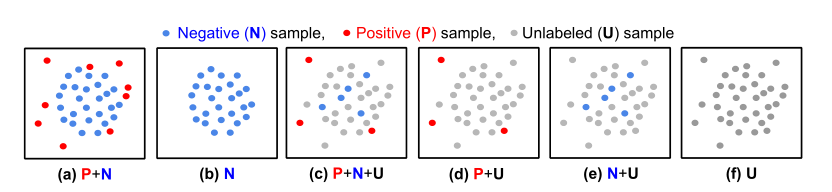 Negative (N) sample, Positive (P) sample, Unlabeled (U) sample
(a) P+N (b) N (c) P+N+U (d) P+U (e) N+U (f) U